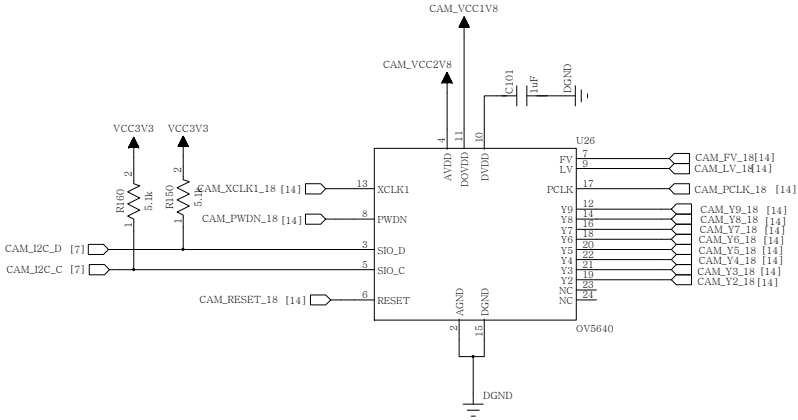 CAM_VCC1V8
CAM_VCC2V8
C101
1uF
DGND
VCC3V3
VCC3V3
4
11
10
U26
AVDD
DOVDD
DVDD
FV
7
CAM_FV_18[14]
LV
9
CAM_LV_18[14]
2
R160
5.1k
1
2
R150
5.1k
1
CAM_XCLK1_18 [14]
13
XCLK1
PCLK
17
CAM_PCLK_18 [14]
CAM_PWDN_18 [14]
8
PWDN
Y9
12
CAM_Y9_18 [14]
Y8
14
CAM_Y8_18 [14]
Y7
16
CAM_Y7_18 [14]
Y6
18
CAM_Y6_18 [14]
CAM_I2C_D [7]
3
SIO_D
Y5
20
CAM_Y5_18 [14]
Y4
22
CAM_Y4_18 [14]
CAM_I2C_C [7]
5
SIO_C
Y3
21
CAM_Y3_18 [14]
Y2
19
CAM_Y2_18 [14]
NC
23
NC
24
CAM_RESET_18 [14]
6
RESET
AGND
DGND
2
15
OV5640
DGND